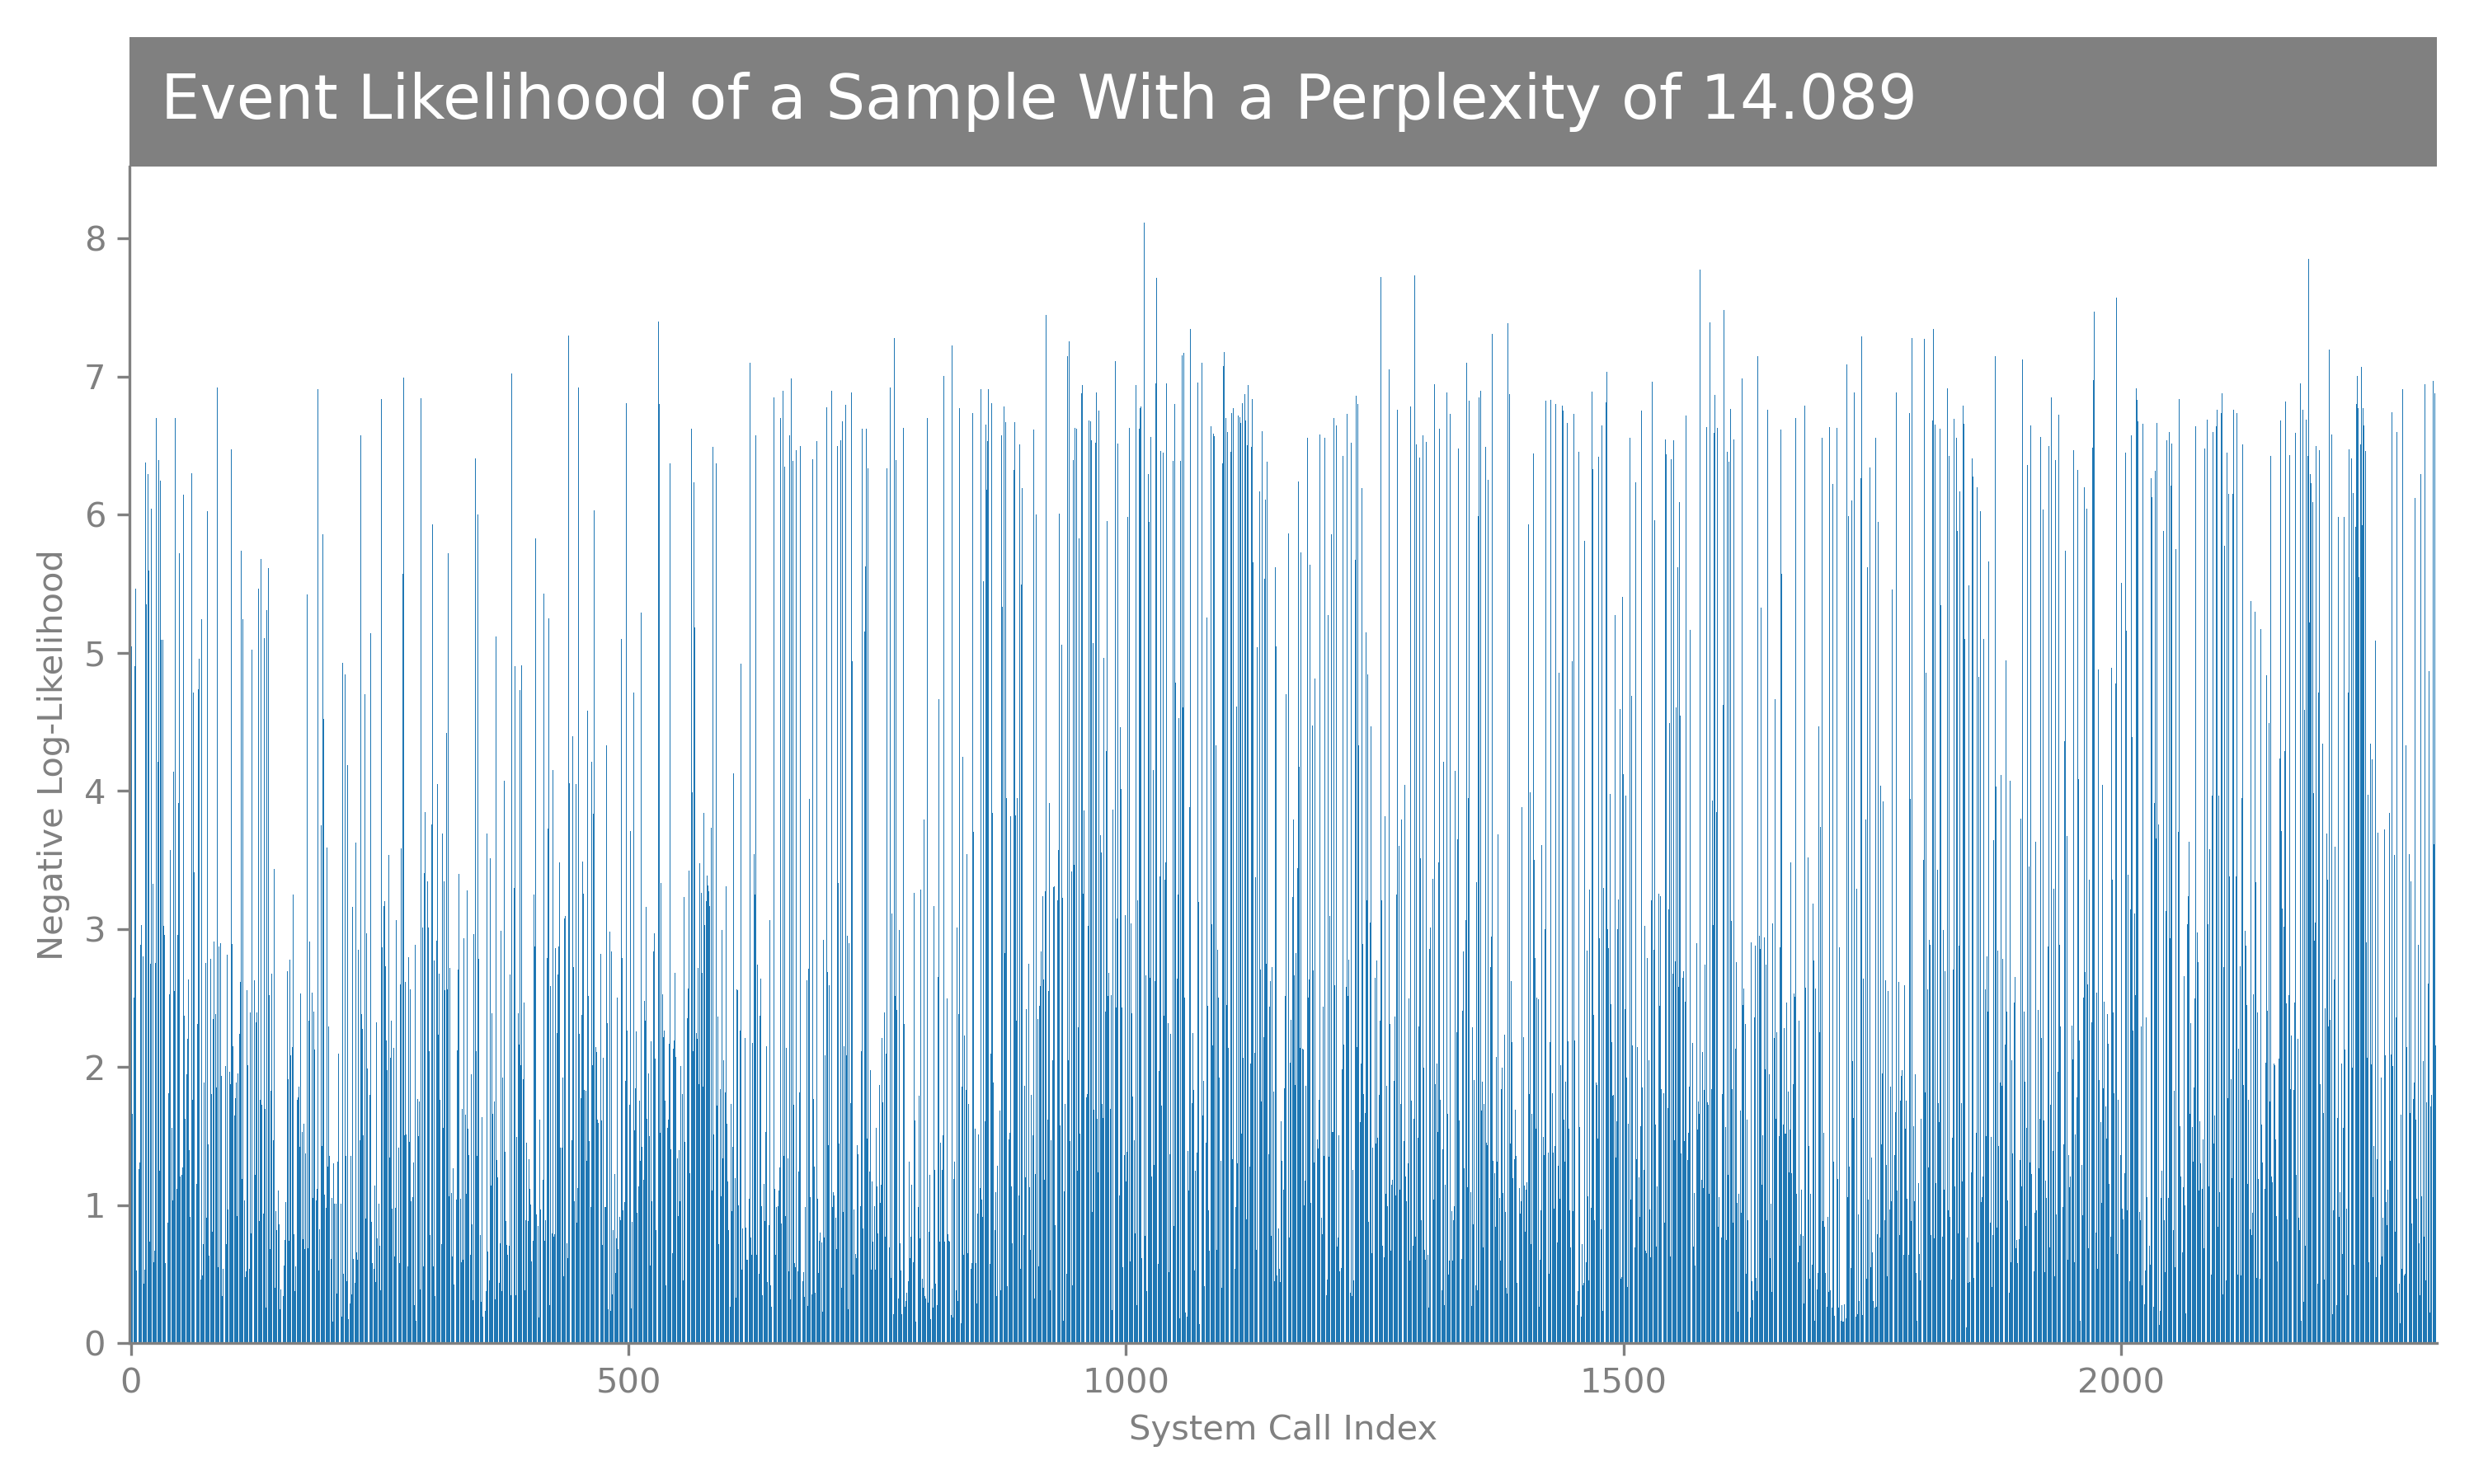 Event Likelihood of a Sample With a Perplexity of 14.089
8
7
6
5
4
3
2
1
0
Negative Log-Likelihood
0 500 1000 1500 2000
System Call Index